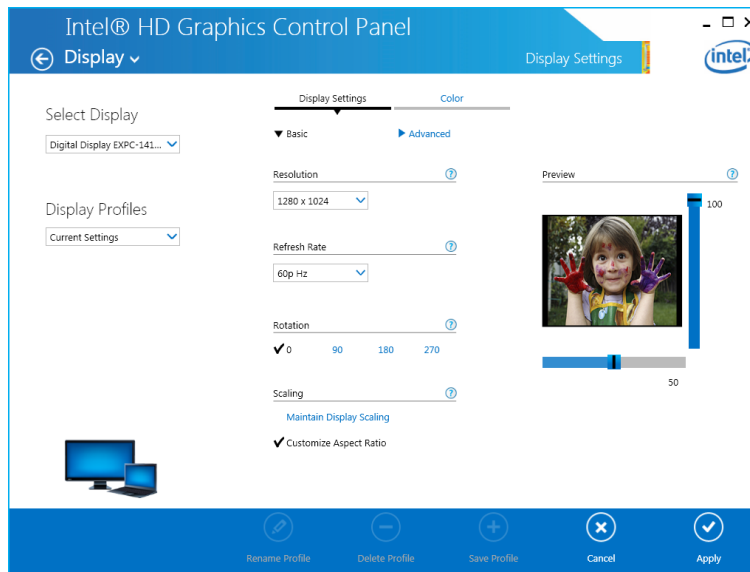 Intel® HD Graphics Control Panel
Display
Display Settings
intel
Select Display
Digital Display EXPC-141...
Display Profiles
Current Settings
Display Settings
Color
Basic
Advanced
Resolution
?
1280 x 1024
Refresh Rate
?
60p Hz
Rotation
?
0 90 180 270
Scaling
?
Maintain Display Scaling
Customize Aspect Ratio
Preview
?
100
50
Rename Profile
Delete Profile
Save Profile
Cancel
Apply